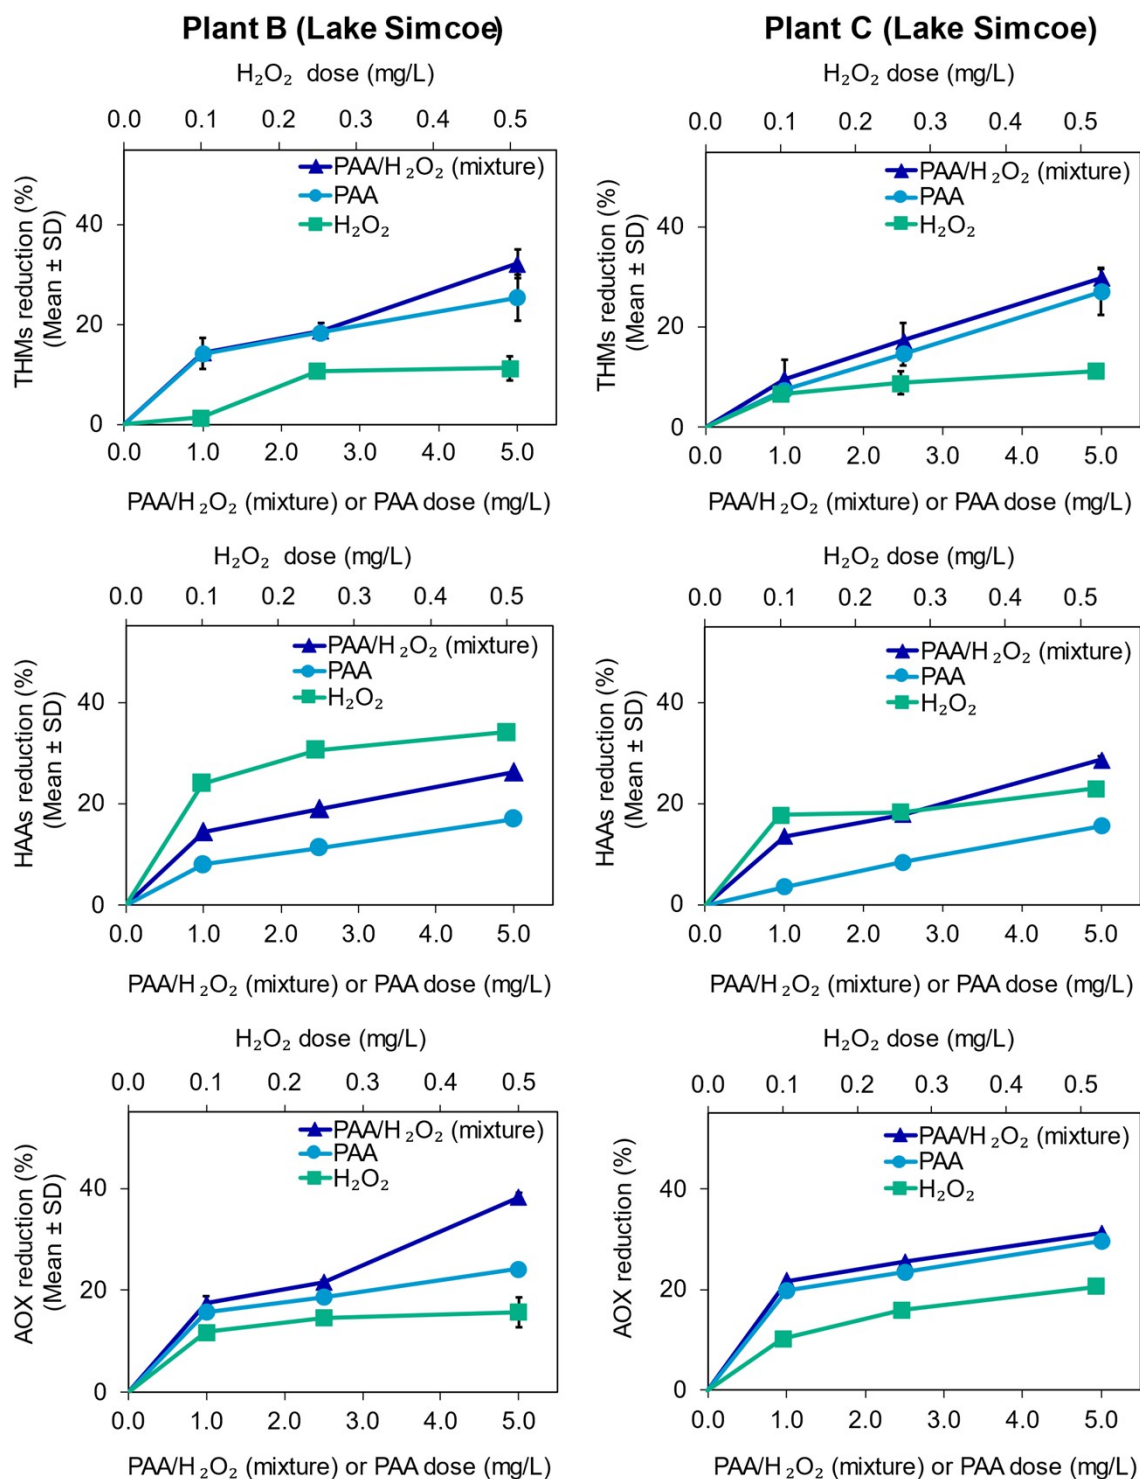 Plant B (Lake Simcoe)
H₂O₂ dose (mg/L)
0.0 0.1 0.2 0.3 0.4 0.5
PAA/H₂O₂ (mixture)
PAA
H₂O₂
THMs reduction (%)
(Mean ± SD)
40
20
0
0.0 1.0 2.0 3.0 4.0 5.0
PAA/H₂O₂ (mixture) or PAA dose (mg/L)
Plant C (Lake Simcoe)
H₂O₂ dose (mg/L)
0.0 0.1 0.2 0.3 0.4 0.5
PAA/H₂O₂ (mixture)
PAA
H₂O₂
THMs reduction (%)
(Mean ± SD)
40
20
0
0.0 1.0 2.0 3.0 4.0 5.0
PAA/H₂O₂ (mixture) or PAA dose (mg/L)
H₂O₂ dose (mg/L)
0.0 0.1 0.2 0.3 0.4 0.5
PAA/H₂O₂ (mixture)
PAA
H₂O₂
HAAs reduction (%)
(Mean ± SD)
40
20
0
0.0 1.0 2.0 3.0 4.0 5.0
PAA/H₂O₂ (mixture) or PAA dose (mg/L)
H₂O₂ dose (mg/L)
0.0 0.1 0.2 0.3 0.4 0.5
PAA/H₂O₂ (mixture)
PAA
H₂O₂
HAAs reduction (%)
(Mean ± SD)
40
20
0
0.0 1.0 2.0 3.0 4.0 5.0
PAA/H₂O₂ (mixture) or PAA dose (mg/L)
H₂O₂ dose (mg/L)
0.0 0.1 0.2 0.3 0.4 0.5
PAA/H₂O₂ (mixture)
PAA
H₂O₂
AOX reduction (%)
(Mean ± SD)
40
20
0
0.0 1.0 2.0 3.0 4.0 5.0
PAA/H₂O₂ (mixture) or PAA dose (mg/L)
H₂O₂ dose (mg/L)
0.0 0.1 0.2 0.3 0.4 0.5
PAA/H₂O₂ (mixture)
PAA
H₂O₂
AOX reduction (%)
40
20
0
0.0 1.0 2.0 3.0 4.0 5.0
PAA/H₂O₂ (mixture) or PAA dose (mg/L)